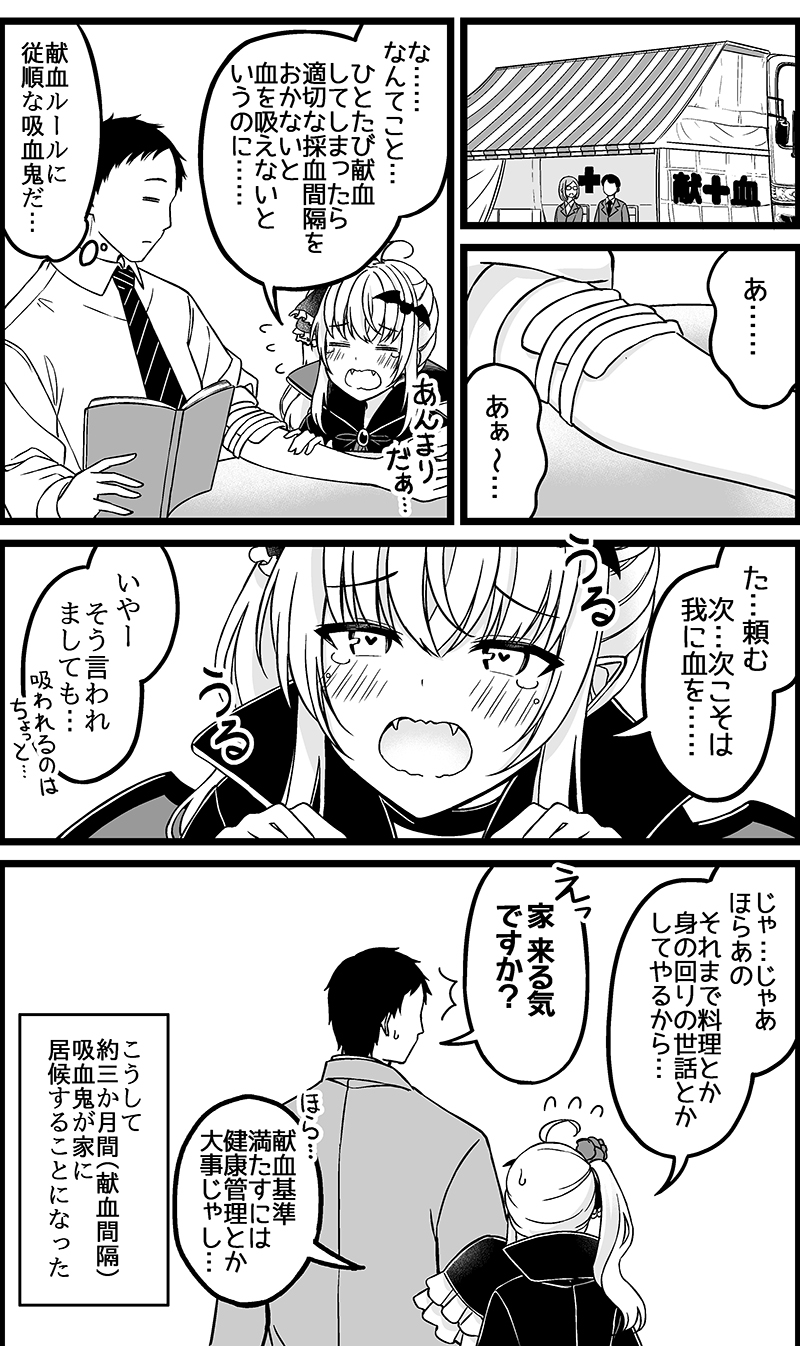 献十血
あ……
あぁ～…
な……
なんてこと…
ひとたび献血
してしまったら
適切な採血間隔を
おかないと
血を吸えないと
いうのに……
あんまり
だぁ…
献血ルールに
従順な吸血鬼だ…
た…頼む
次…次こそは
我に血を……
うる
うる
いやー
そう言われ
ましても…
吸われるのは
ちょっと…
じゃ…じゃあ
ほらあの
それまで料理とか
身の回りの世話とか
してやるから…
えっ
家 来る気
ですか？
ほら…
献血基準
満たすには
健康管理とか
大事じゃし…
こうして
約三か月間(献血間隔)
吸血鬼が家に
居候することになった